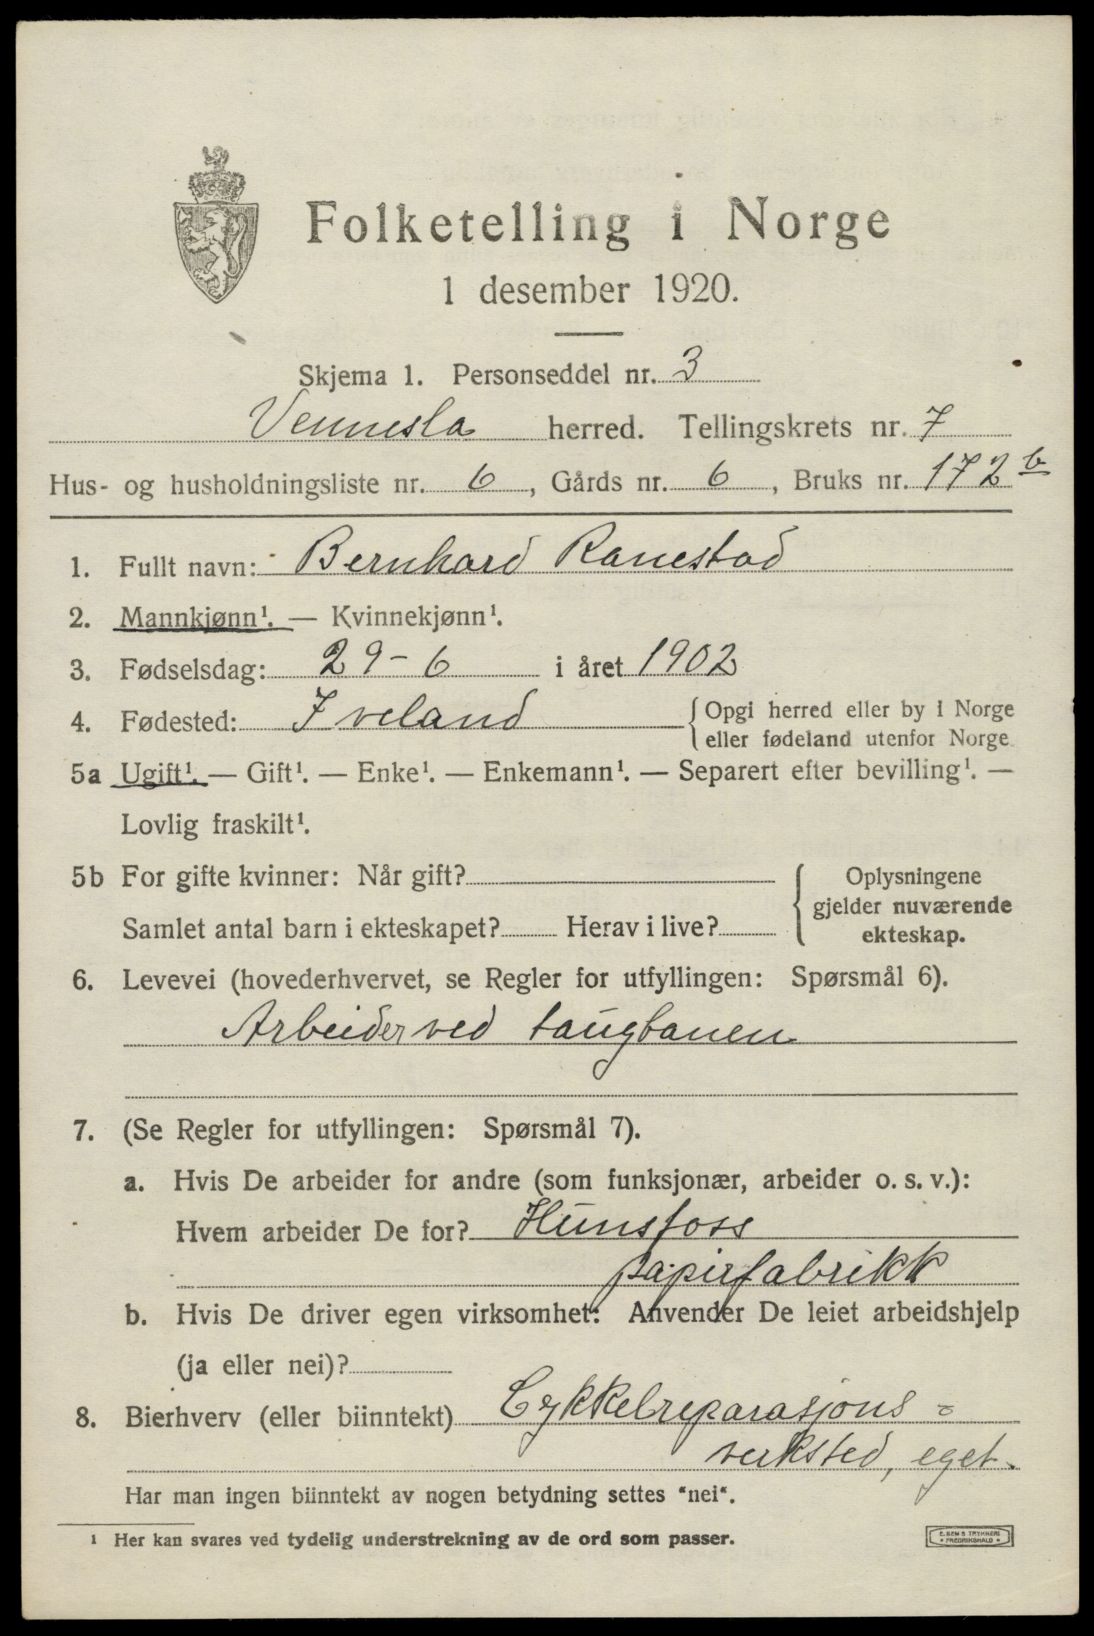 Folketelling i Norge
1 desember 1920.
Skjema 1. Personseddel nr. 3
Vennesla herred. Tellingskrets nr. 7
Hus- og husholdningsliste nr. 6, Gårds nr. 6, Bruks nr. 172 b
1. Fullt navn: Bernhard Ranestad
2. Mannkjønn¹. — Kvinnekjønn¹.
3. Fødselsdag: 29-6 i året 1902
4. Fødested: Iveland { Opgi herred eller by i Norge
eller fødeland utenfor Norge
5a Ugift¹. — Gift¹. — Enke¹. — Enkemann¹. — Separert efter bevilling¹. —
Lovlig fraskilt¹.
5b For gifte kvinner: Når gift? { Oplysningene
gjelder nuværende
Samlet antal barn i ekteskapet? Herav i live?
ekteskap.
6. Levevei (hovederhvervet, se Regler for utfyllingen: Spørsmål 6).
Arbeider ved taugbanen
7. (Se Regler for utfyllingen: Spørsmål 7).
a. Hvis De arbeider for andre (som funksjonær, arbeider o. s. v.):
Hvem arbeider De for? Hunsfoss
papirfabrikk
b. Hvis De driver egen virksomhet: Anvender De leiet arbeidshjelp
(ja eller nei)?
8. Bierhverv (eller biinntekt) Cykkelreparasjons=
verksted, eget.
Har man ingen biinntekt av nogen betydning settes "nei".
¹ Her kan svares ved tydelig understrekning av de ord som passer.
E. SEM'S TRYKKERI
• FREDRIKSHALD •